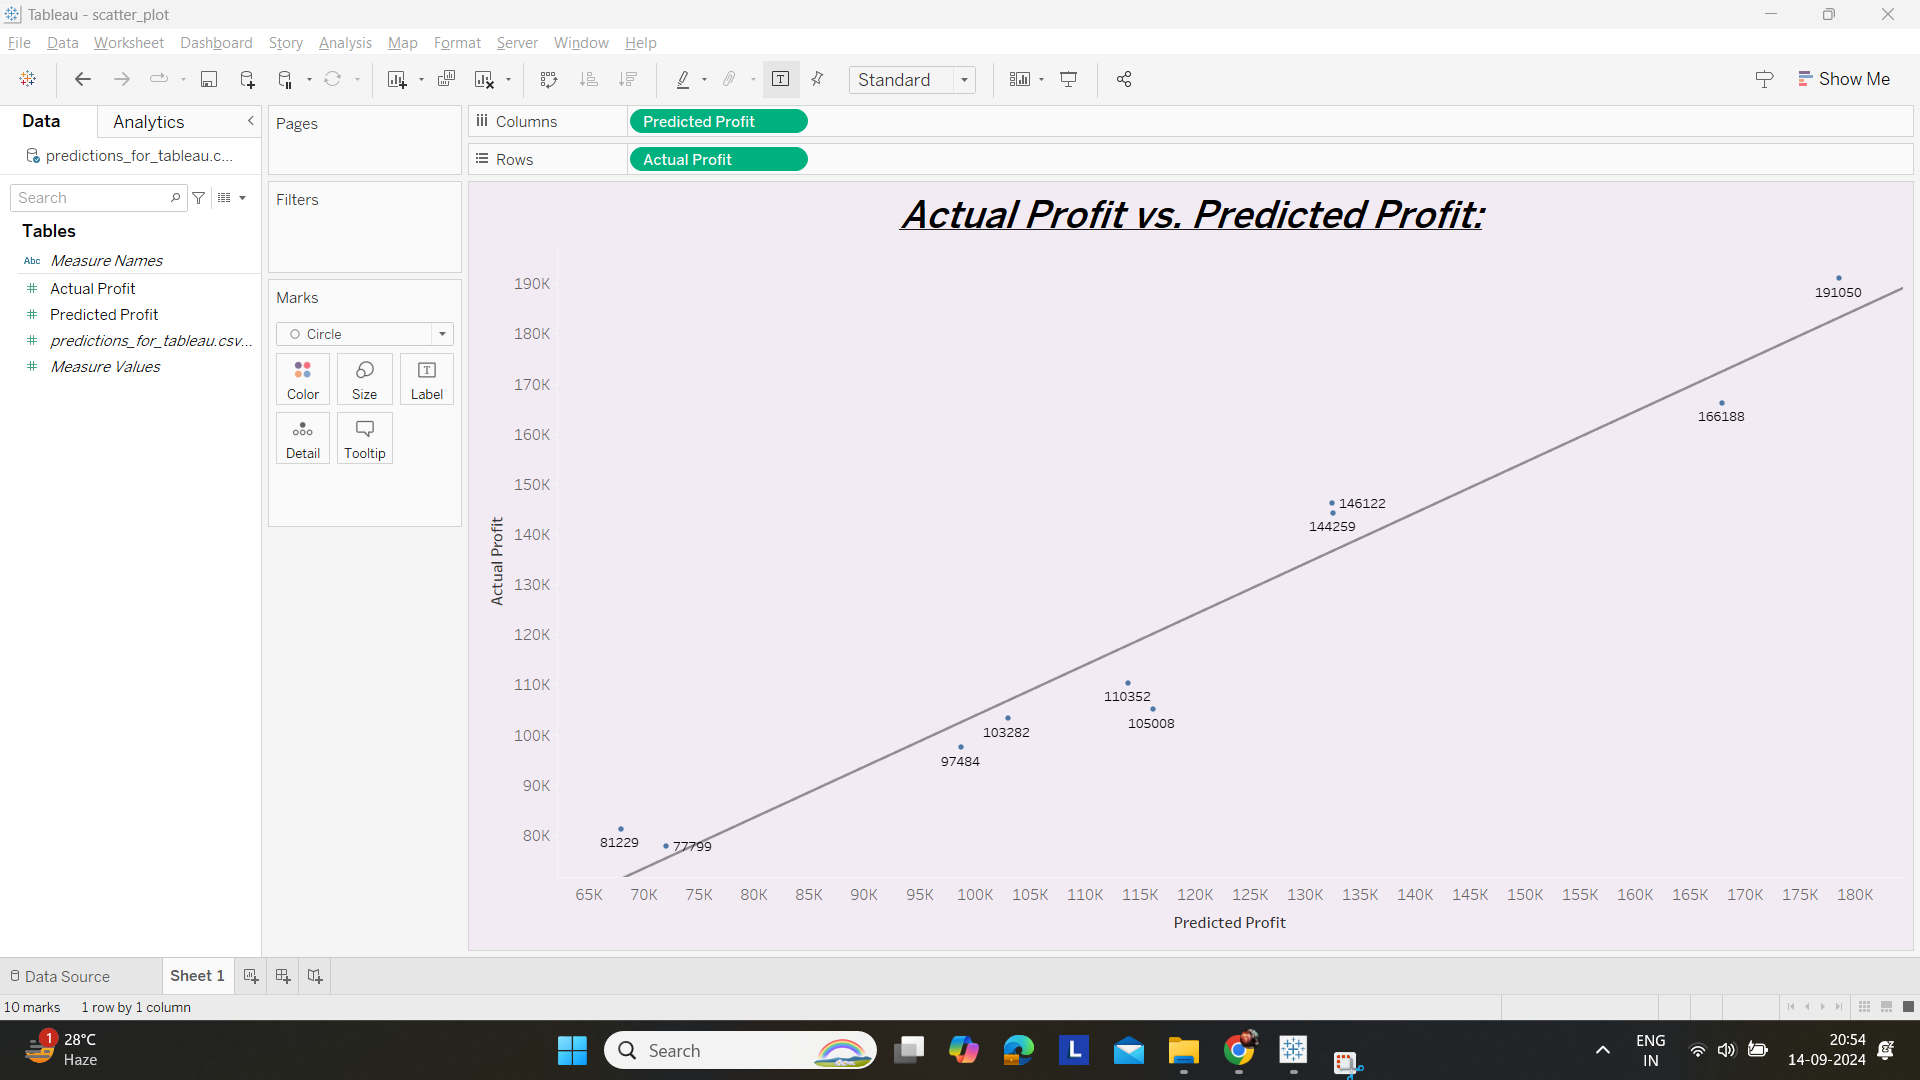 Tableau - scatter_plot
File Data Worksheet Dashboard Story Analysis Map Format Server Window Help
Standard
Show Me
Data Analytics
predictions_for_tableau.c...
Search
Tables
Abc Measure Names
Actual Profit
Predicted Profit
predictions_for_tableau.csv...
Measure Values
Pages
Filters
Marks
Circle
Color Size Label
Detail Tooltip
Columns Predicted Profit
Rows Actual Profit
Actual Profit vs. Predicted Profit:
Actual Profit
190K
180K
170K
160K
150K
140K
130K
120K
110K
100K
90K
80K
191050
166188
146122
144259
110352
105008
103282
97484
81229
77799
65K 70K 75K 80K 85K 90K 95K 100K 105K 110K 115K 120K 125K 130K 135K 140K 145K 150K 155K 160K 165K 170K 175K 180K
Predicted Profit
Data Source Sheet 1
10 marks 1 row by 1 column
1
28°C
Haze
Search
L
ENG
IN
20:54
14-09-2024